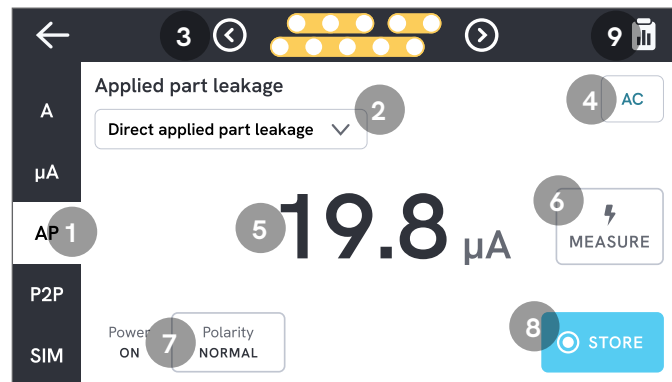 3
9
Applied part leakage
Direct applied part leakage
2
4
AC
A
µA
AP
1
P2P
SIM
5
19.8 µA
6
MEASURE
Power
ON
7
Polarity
NORMAL
8
STORE